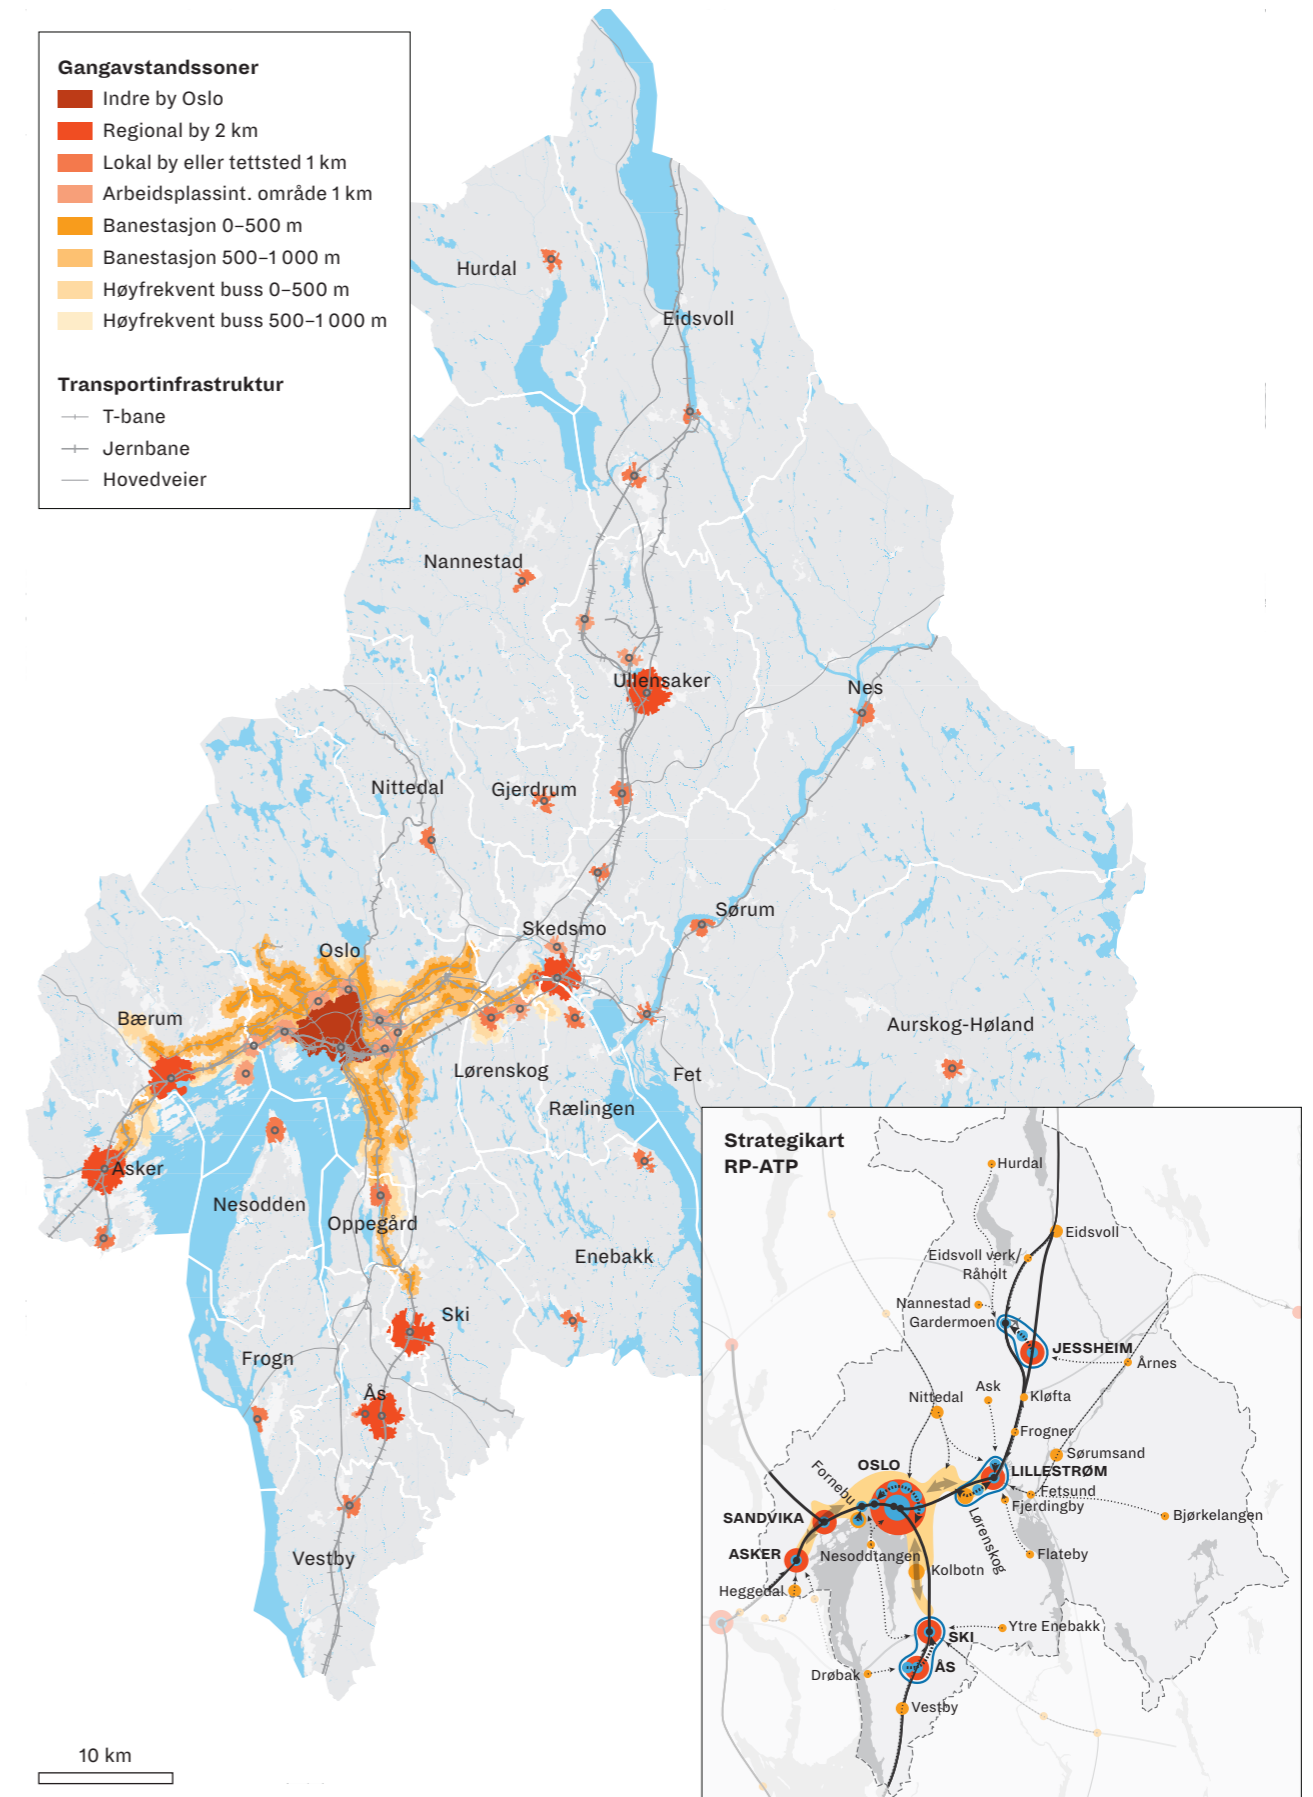 Gangavstandssoner
Indre by Oslo
Regional by 2 km
Lokal by eller tettsted 1 km
Arbeidsplassint. område 1 km
Banestasjon 0–500 m
Banestasjon 500–1 000 m
Høyfrekvent buss 0–500 m
Høyfrekvent buss 500–1 000 m
Transportinfrastruktur
T-bane
Jernbane
Hovedveier
Hurdal
Eidsvoll
Nannestad
Ullensaker
Nes
Nittedal
Gjerdrum
Sørum
Skedsmo
Oslo
Bærum
Aurskog-Høland
Lørenskog
Fet
Rælingen
Asker
Nesodden
Oppegård
Enebakk
Ski
Frogn
Ås
Vestby
10 km
Strategikart
RP-ATP
Hurdal
Eidsvoll
Eidsvoll verk/
Råholt
Nannestad
Gardermoen
JESSHEIM
Årnes
Ask
Nittedal
Kløfta
Frogner
Sørumsand
OSLO
LILLESTRØM
Fornebu
Fetsund
Fjerdingby
SANDVIKA
Bjørkelangen
Lørenskog
ASKER
Nesoddtangen
Flateby
Kolbotn
Heggedal
Ytre Enebakk
SKI
Drøbak
ÅS
Vestby